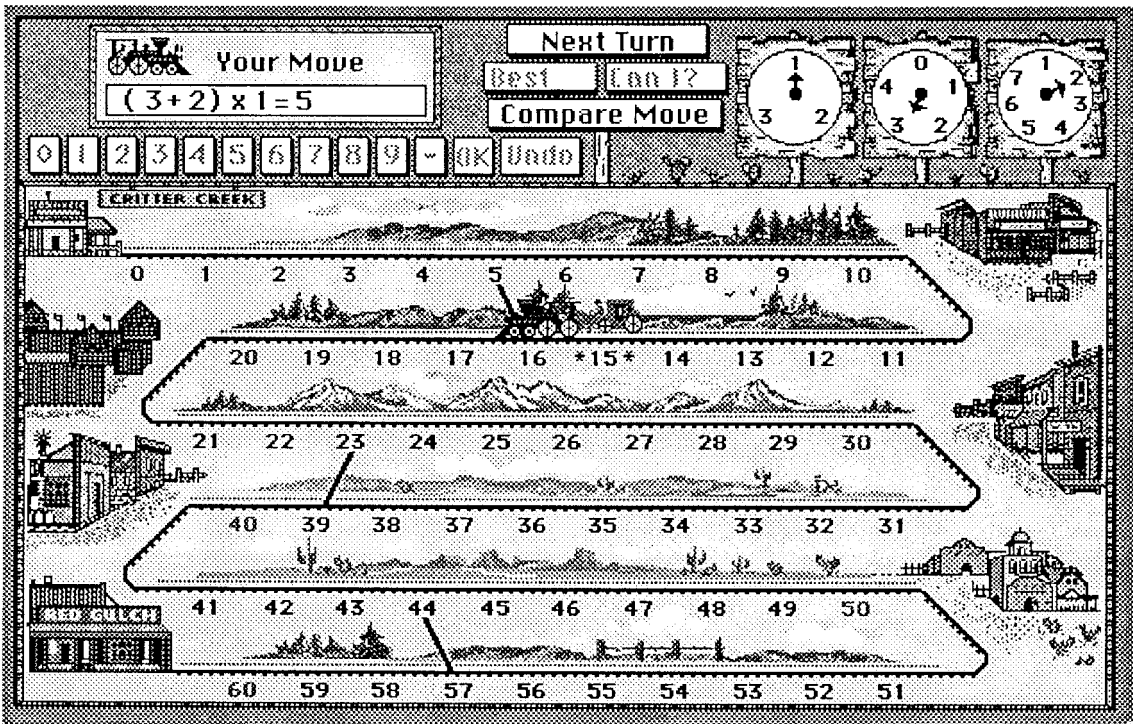 Your Move
(3+2)x1=5
Next Turn
Best Can I?
Compare Move
1 2 3
0 1 2 3 4
1 2 3 4 5 6 7
0 1 2 3 4 5 6 7 8 9 - OK Undo
CRITTER CREEK
0 1 2 3 4 5 6 7 8 9 10
20 19 18 17 16 *15* 14 13 12 11
21 22 23 24 25 26 27 28 29 30
40 39 38 37 36 35 34 33 32 31
41 42 43 44 45 46 47 48 49 50
RED GULCH
60 59 58 57 56 55 54 53 52 51